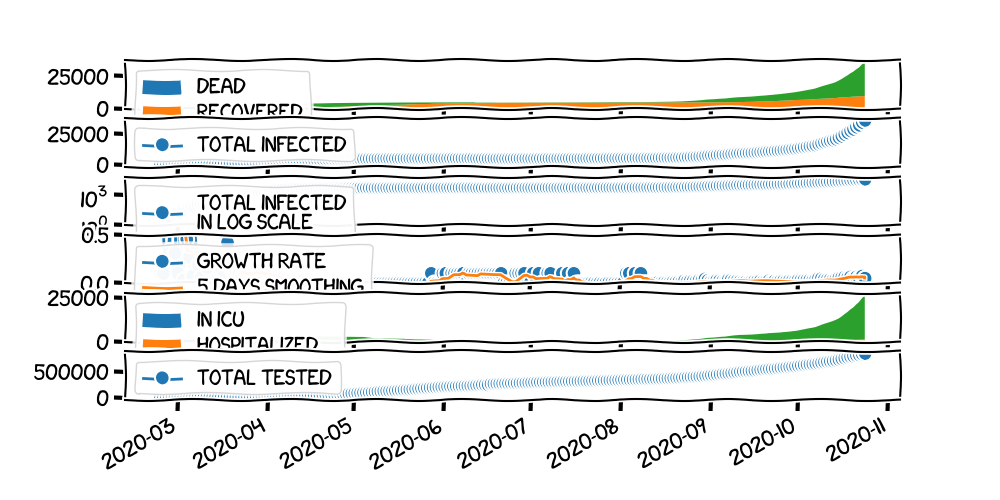 25000
0
DEAD
RECOVERED
25000
0
TOTAL INFECTED
10³
10⁰
TOTAL INFECTED
IN LOG SCALE
0.5
0.0
GROWTH RATE
5 DAYS SMOOTHING
25000
0
IN ICU
HOSPITALIZED
500000
0
TOTAL TESTED
2020-03
2020-04
2020-05
2020-06
2020-07
2020-08
2020-09
2020-10
2020-11